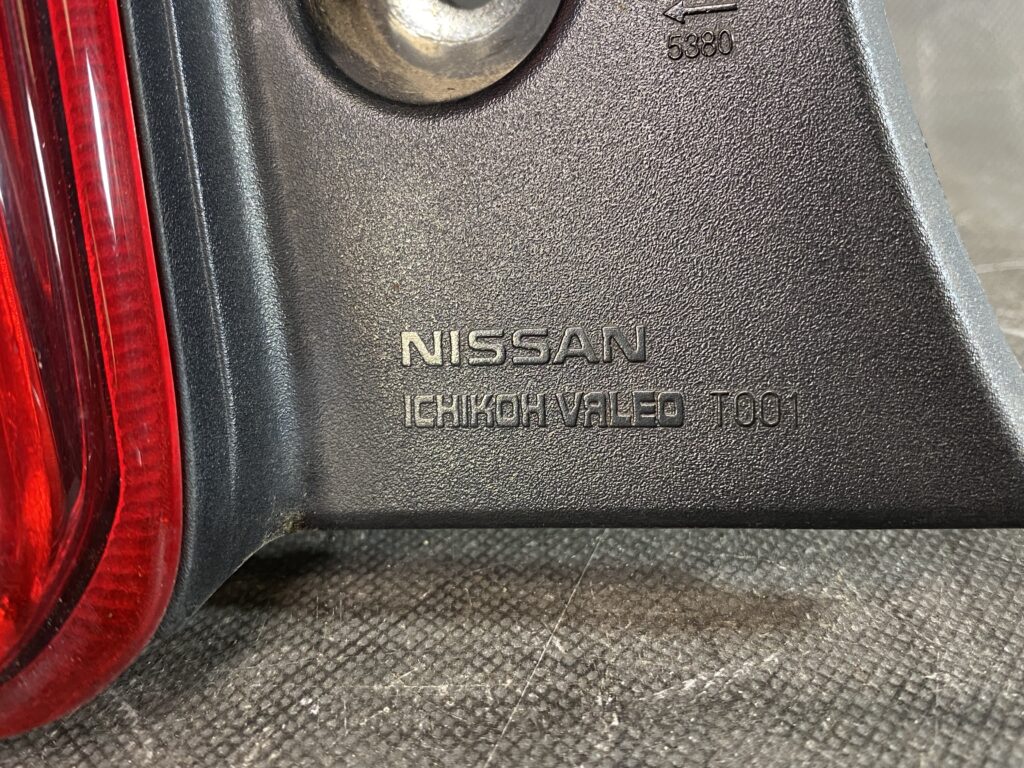 5380
NISSAN
ICHIKOH VALEO T001